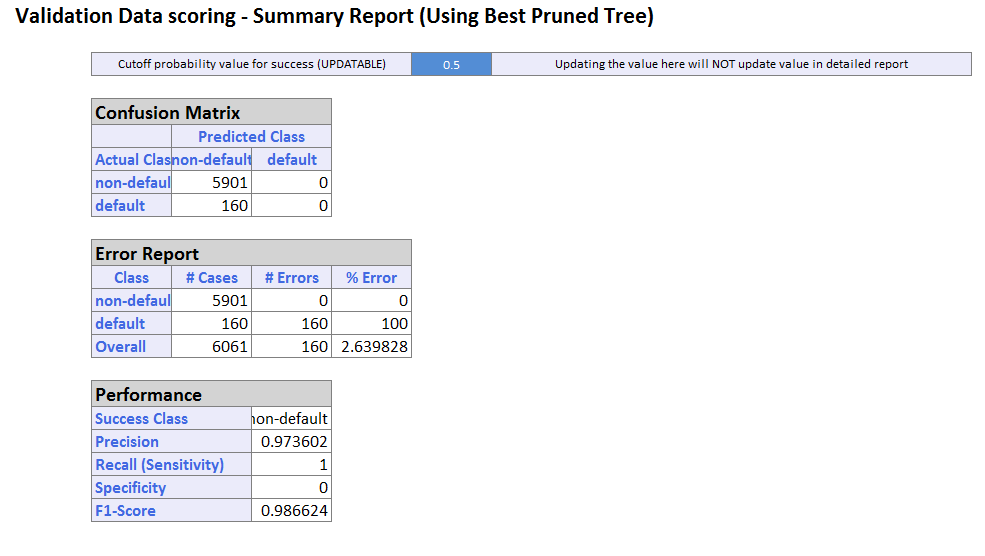 Validation Data scoring - Summary Report (Using Best Pruned Tree)
Cutoff probability value for success (UPDATABLE) 0.5 Updating the value here will NOT update value in detailed report
Confusion Matrix
Predicted Class
Actual Clas non-default default
non-defaul 5901 0
default 160 0
Error Report
Class # Cases # Errors % Error
non-defaul 5901 0 0
default 160 160 100
Overall 6061 160 2.639828
Performance
Success Class non-default
Precision 0.973602
Recall (Sensitivity) 1
Specificity 0
F1-Score 0.986624